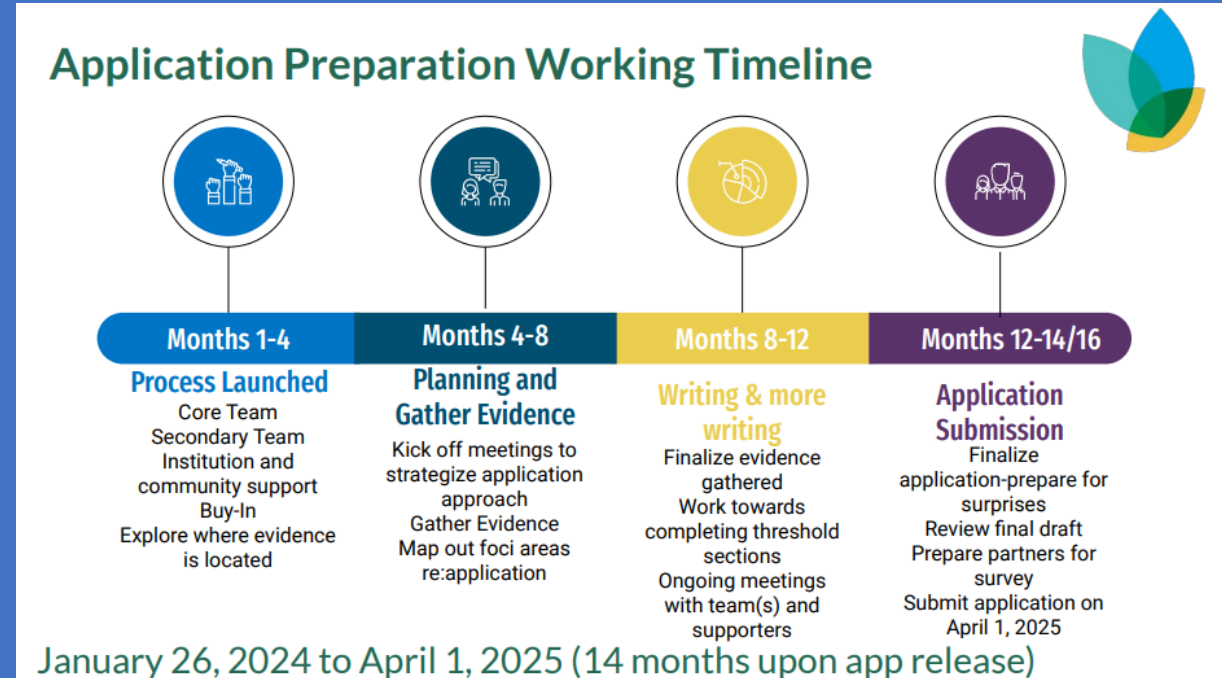 Application Preparation Working Timeline
Months 1-4
Process Launched
Core Team
Secondary Team
Institution and
community support
Buy-In
Explore where evidence
is located
Months 4-8
Planning and
Gather Evidence
Kick off meetings to
strategize application
approach
Gather Evidence
Map out foci areas
re:application
Months 8-12
Writing & more
writing
Finalize evidence
gathered
Work towards
completing threshold
sections
Ongoing meetings
with team(s) and
supporters
Months 12-14/16
Application
Submission
Finalize
application-prepare for
surprises
Review final draft
Prepare partners for
survey
Submit application on
April 1, 2025
January 26, 2024 to April 1, 2025 (14 months upon app release)